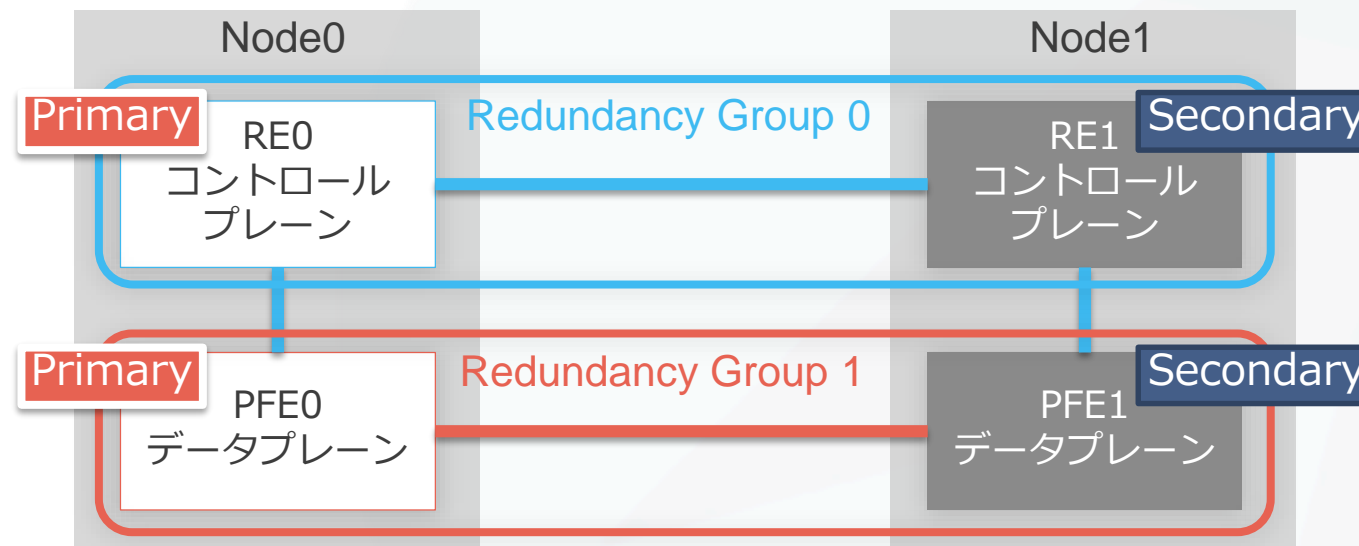 Node0
Node1
Primary
Redundancy Group 0
Secondary
RE0
コントロール
プレーン
RE1
コントロール
プレーン
Primary
Redundancy Group 1
Secondary
PFE0
データプレーン
PFE1
データプレーン